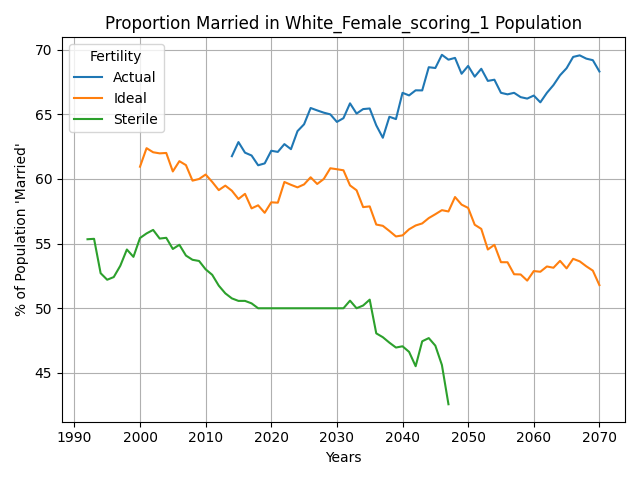 Proportion Married in White_Female_scoring_1 Population
% of Population 'Married'
70
65
60
55
50
45
Fertility
Actual
Ideal
Sterile
1990 2000 2010 2020 2030 2040 2050 2060 2070
Years